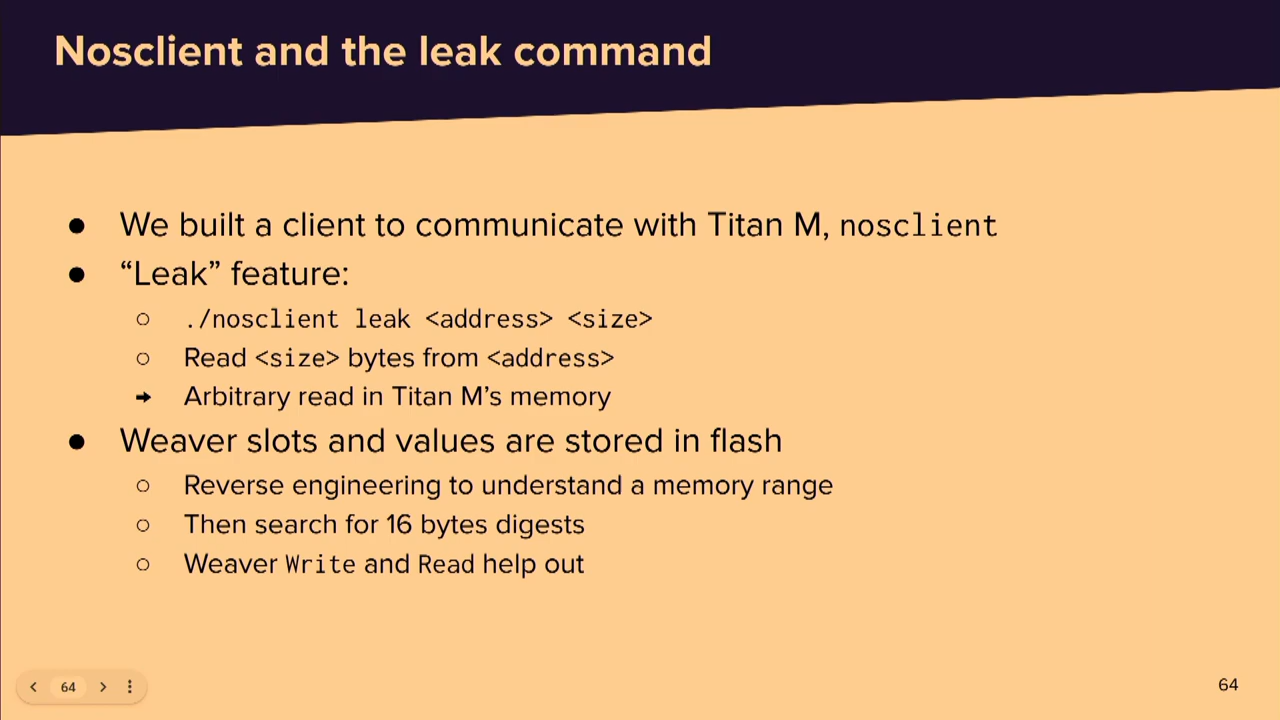 Nosclient and the leak command
● We built a client to communicate with Titan M, nosclient
● “Leak” feature:
○ ./nosclient leak <address> <size>
○ Read <size> bytes from <address>
➡ Arbitrary read in Titan M’s memory
● Weaver slots and values are stored in flash
○ Reverse engineering to understand a memory range
○ Then search for 16 bytes digests
○ Weaver Write and Read help out
64
64